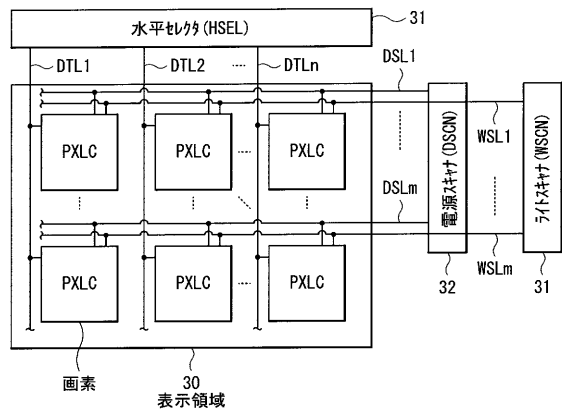 水平セレクタ(HSEL)
31
DTL1
DTL2
DTLn
DSL1
PXLC
PXLC
PXLC
WSL1
電源スキャナ(DSCN)
ライトスキャナ(WSCN)
DSLm
PXLC
PXLC
PXLC
WSLm
32
31
画素
30
表示領域